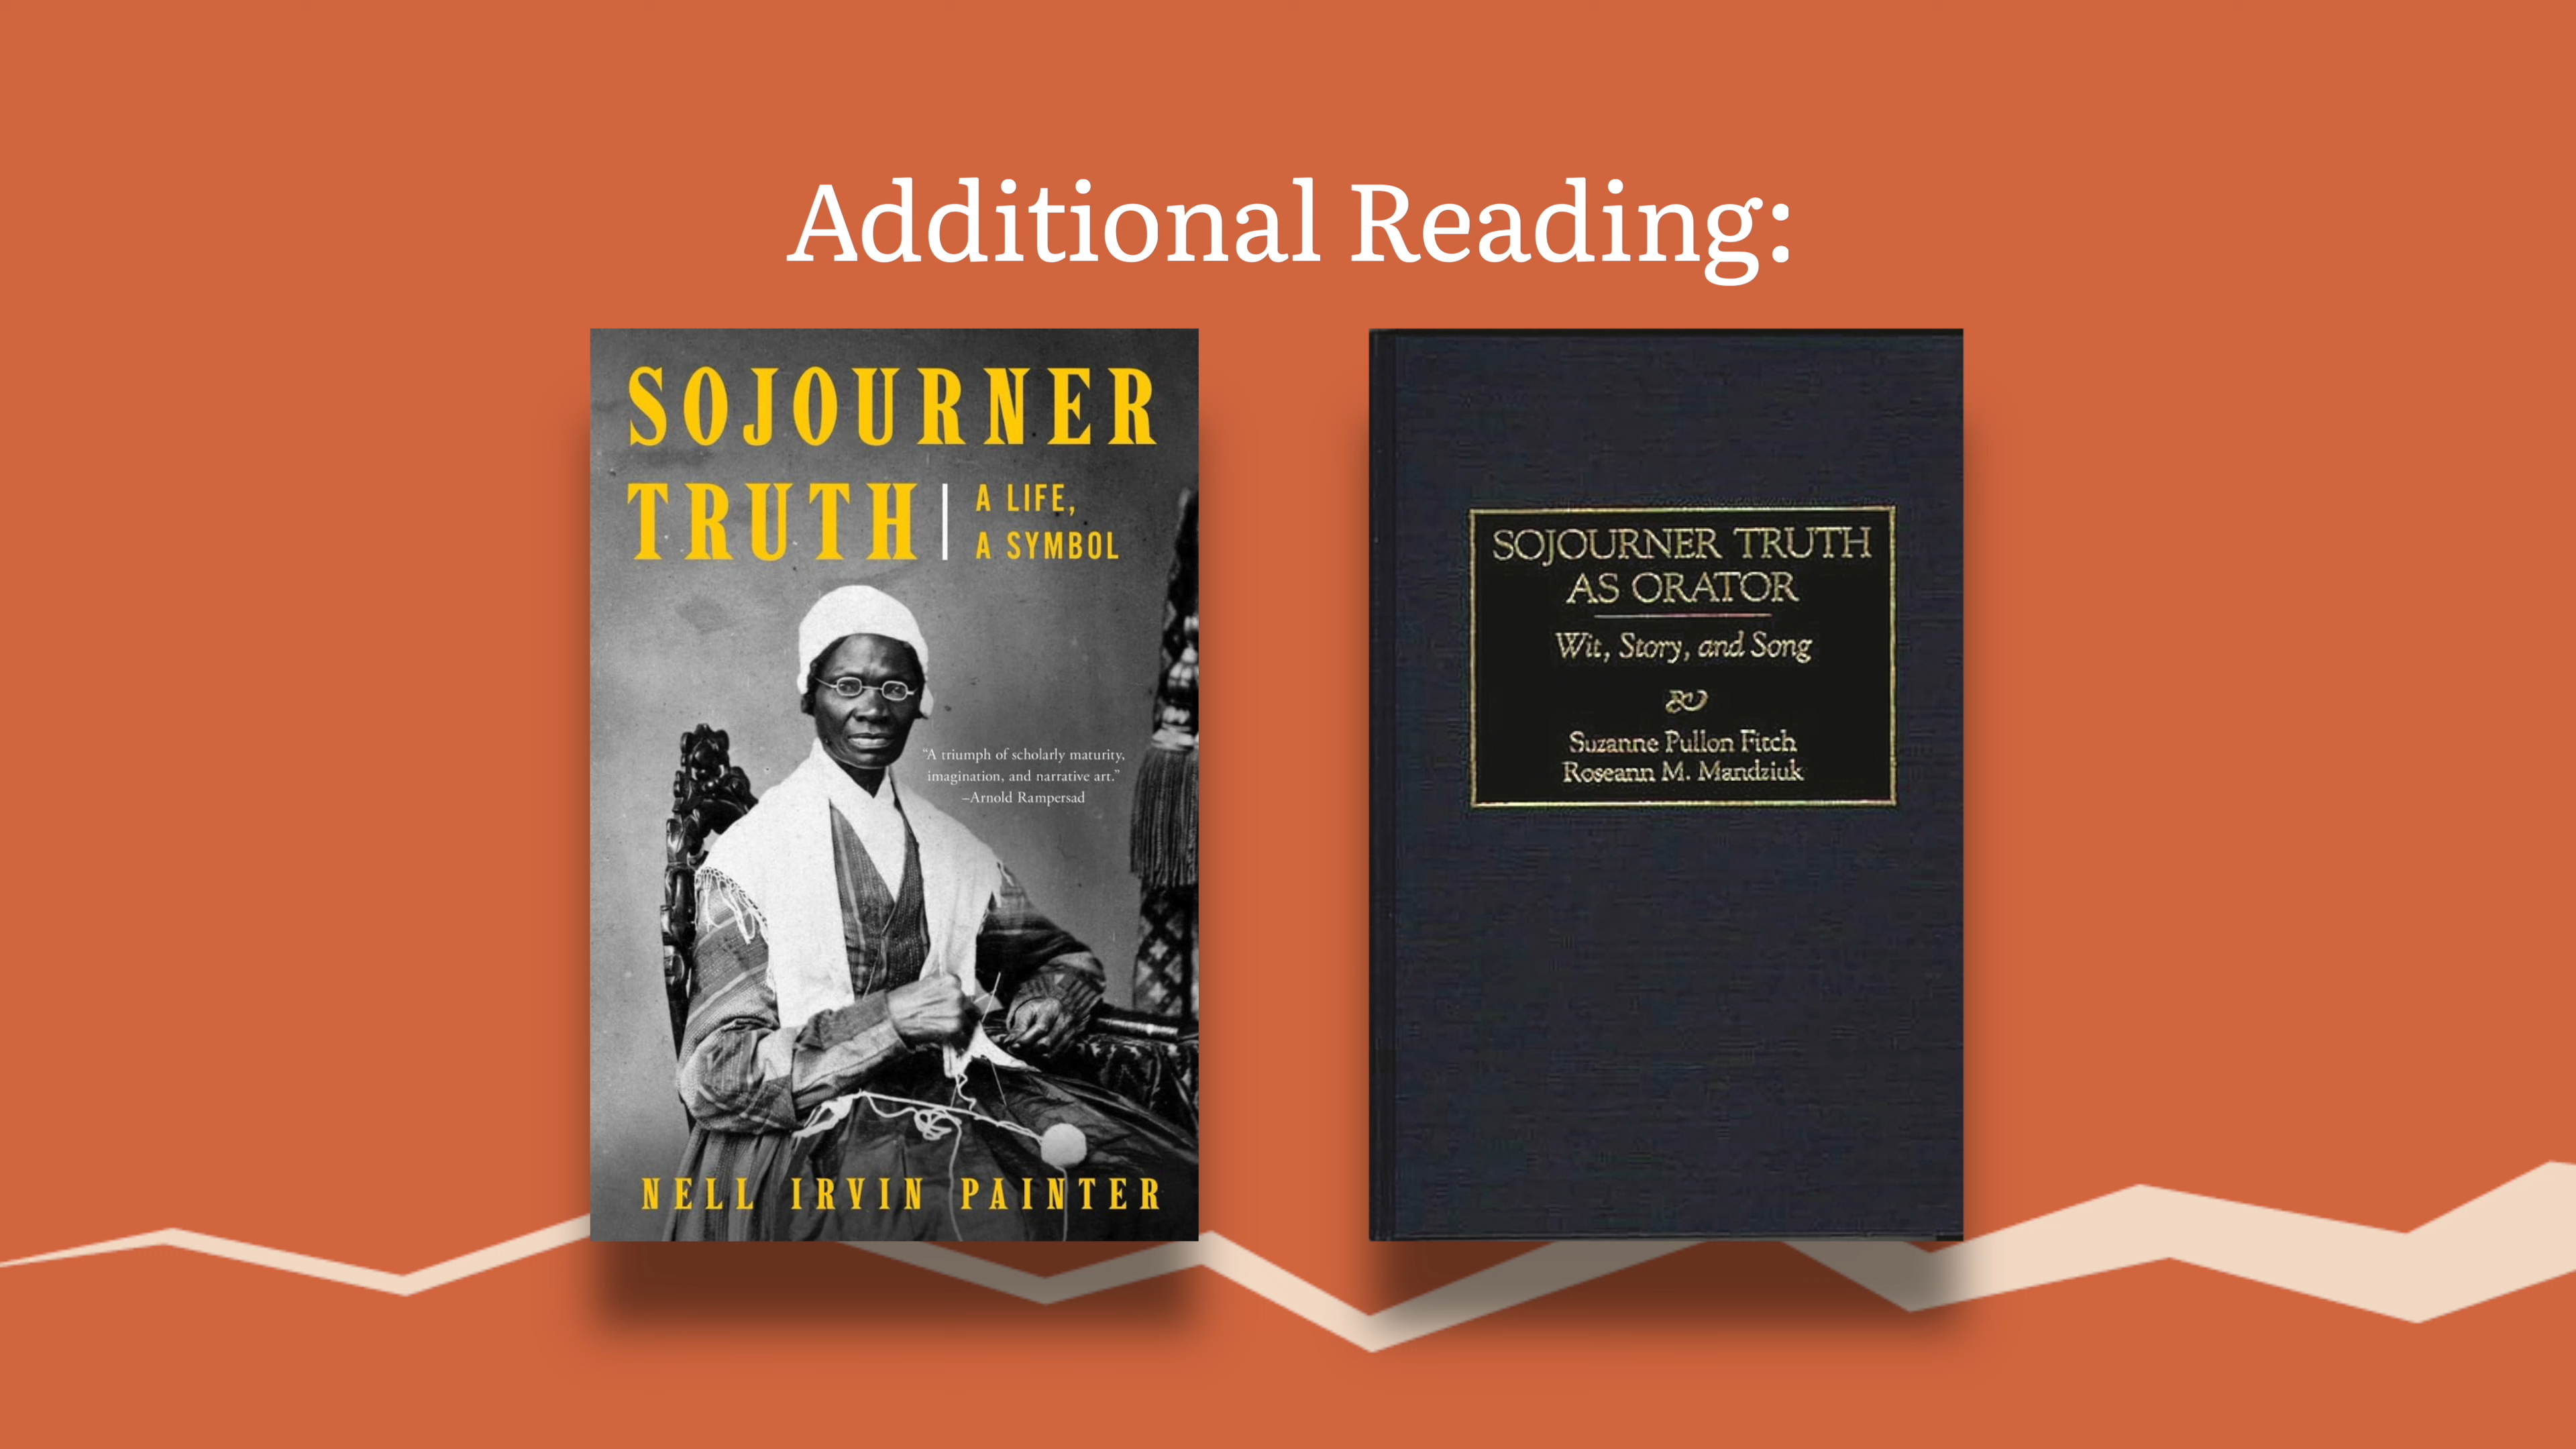 Additional Reading:
SOJOURNER
TRUTH
A LIFE,
A SYMBOL
"A triumph of scholarly maturity,
imagination, and narrative art."
–Arnold Rampersad
NELL IRVIN PAINTER
SOJOURNER TRUTH
AS ORATOR
Wit, Story, and Song
Suzanne Pullon Fitch
Roseann M. Mandziuk